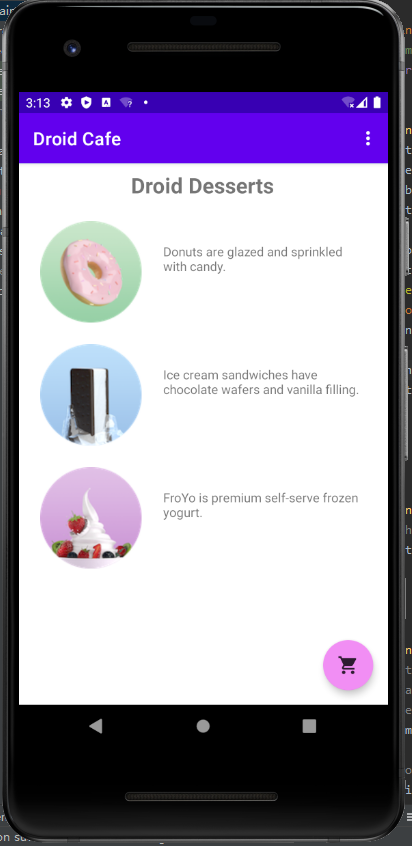 3:13
Droid Cafe
Droid Desserts
Donuts are glazed and sprinkled
with candy.
Ice cream sandwiches have
chocolate wafers and vanilla filling.
FroYo is premium self-serve frozen
yogurt.